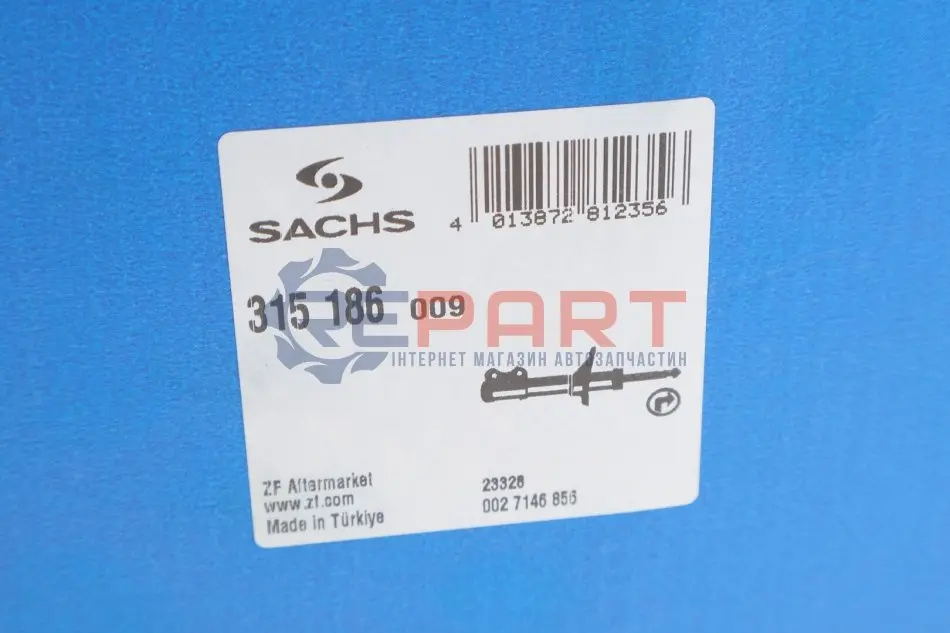 SACHS
4 013872 812356
315 186 009
REPART
ІНТЕРНЕТ МАГАЗИН АВТОЗАПЧАСТИН
ZF Aftermarket
www.zf.com
Made in Türkiye
23328
002 7146 856